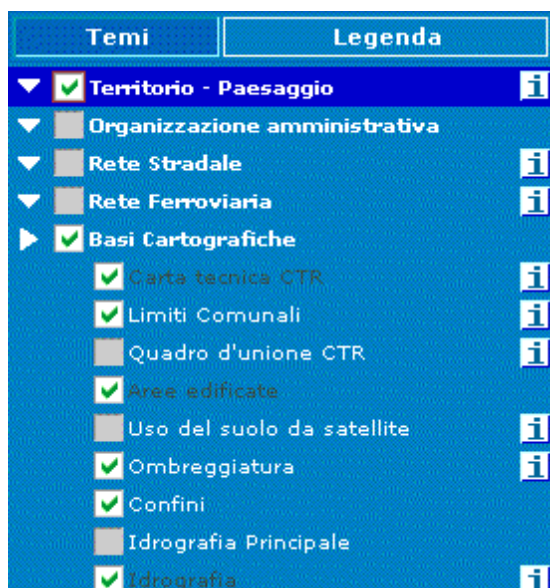 Temi Legenda
Territorio - Paesaggio
Organizzazione amministrativa
Rete Stradale
Rete Ferroviaria
Basi Cartografiche
Carta tecnica CTR
Limiti Comunali
Quadro d'unione CTR
Aree edificate
Uso del suolo da satellite
Ombreggiatura
Confini
Idrografia Principale
Idrografia